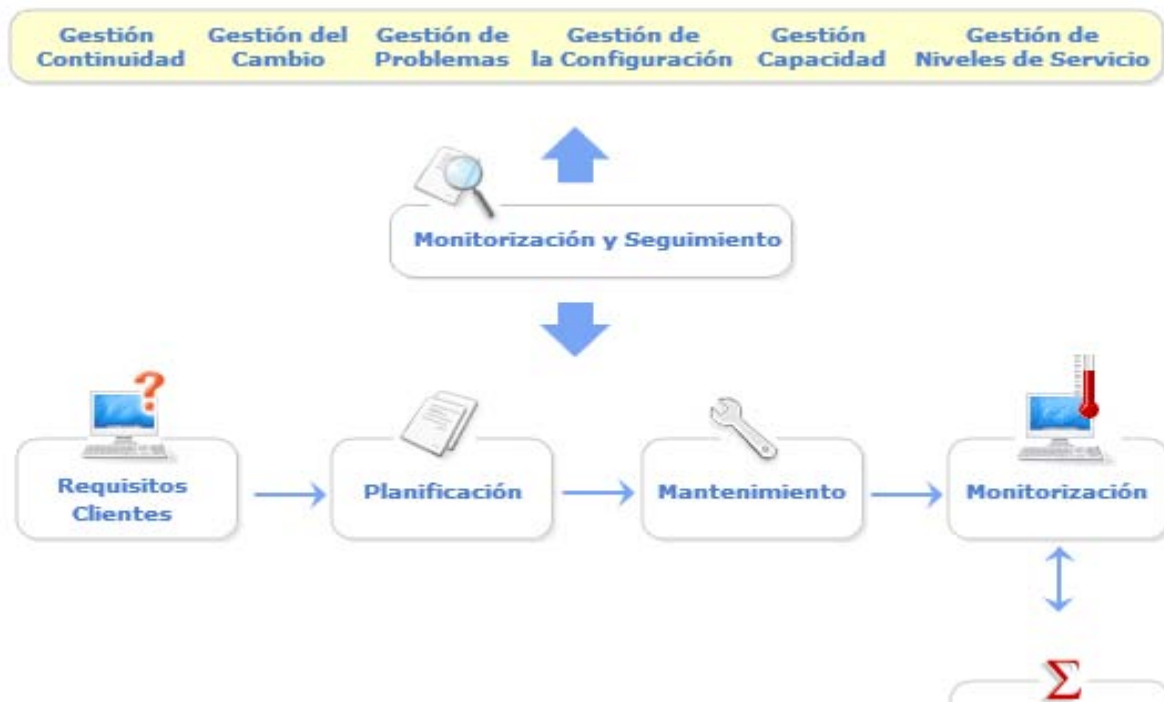 Gestión Continuidad
Gestión del Cambio
Gestión de Problemas
Gestión de la Configuración
Gestión Capacidad
Gestión de Niveles de Servicio
Monitorización y Seguimiento
?
Requisitos
Clientes
Planificación
Mantenimiento
Monitorización
Σ